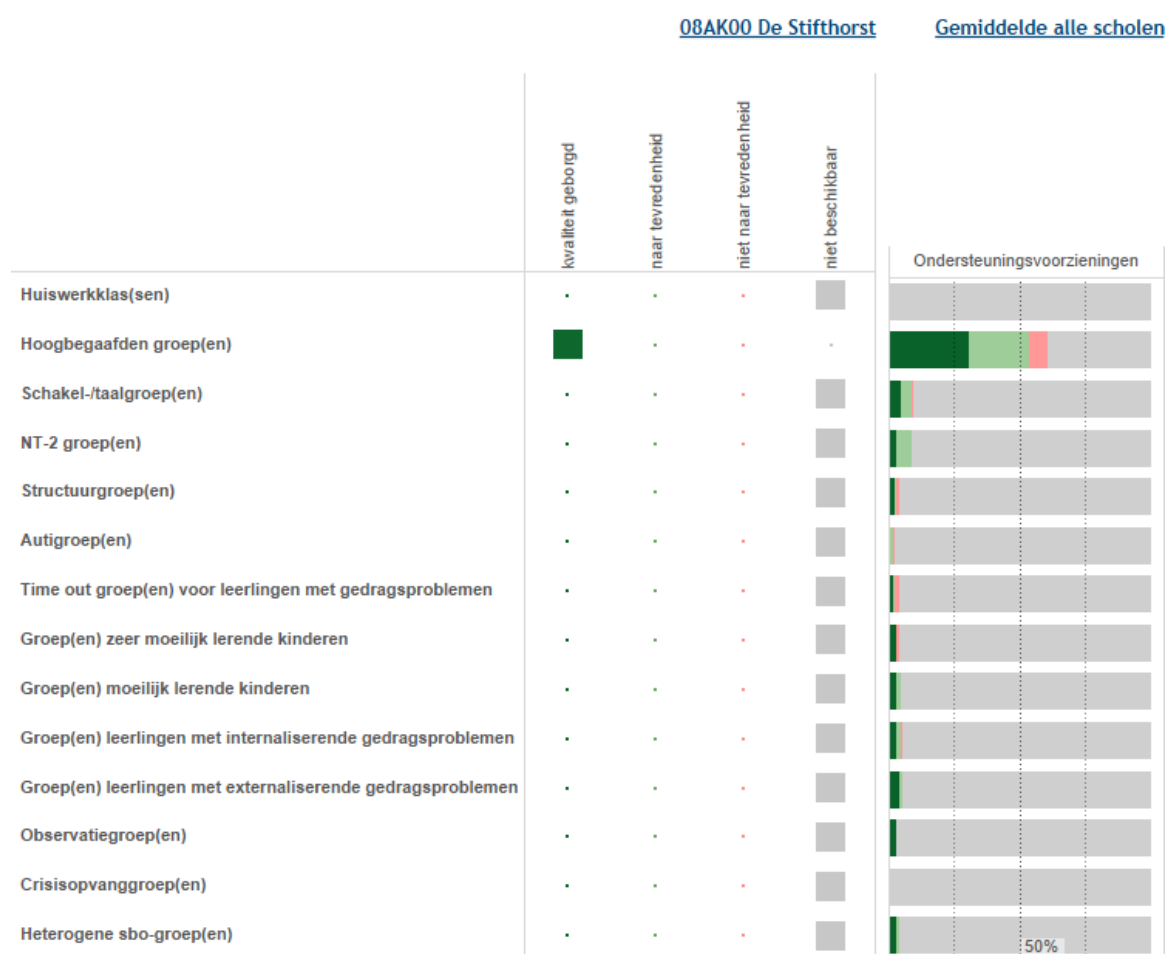 08AK00 De Stifthorst
Gemiddelde alle scholen
kwaliteit geborgd
naar tevredenheid
niet naar tevredenheid
niet beschikbaar
Ondersteuningsvoorzieningen
Huiswerkklas(sen)
Hoogbegaafden groep(en)
Schakel-/taalgroep(en)
NT-2 groep(en)
Structuurgroep(en)
Autigroep(en)
Time out groep(en) voor leerlingen met gedragsproblemen
Groep(en) zeer moeilijk lerende kinderen
Groep(en) moeilijk lerende kinderen
Groep(en) leerlingen met internaliserende gedragsproblemen
Groep(en) leerlingen met externaliserende gedragsproblemen
Observatiegroep(en)
Crisisopvanggroep(en)
Heterogene sbo-groep(en)
50%